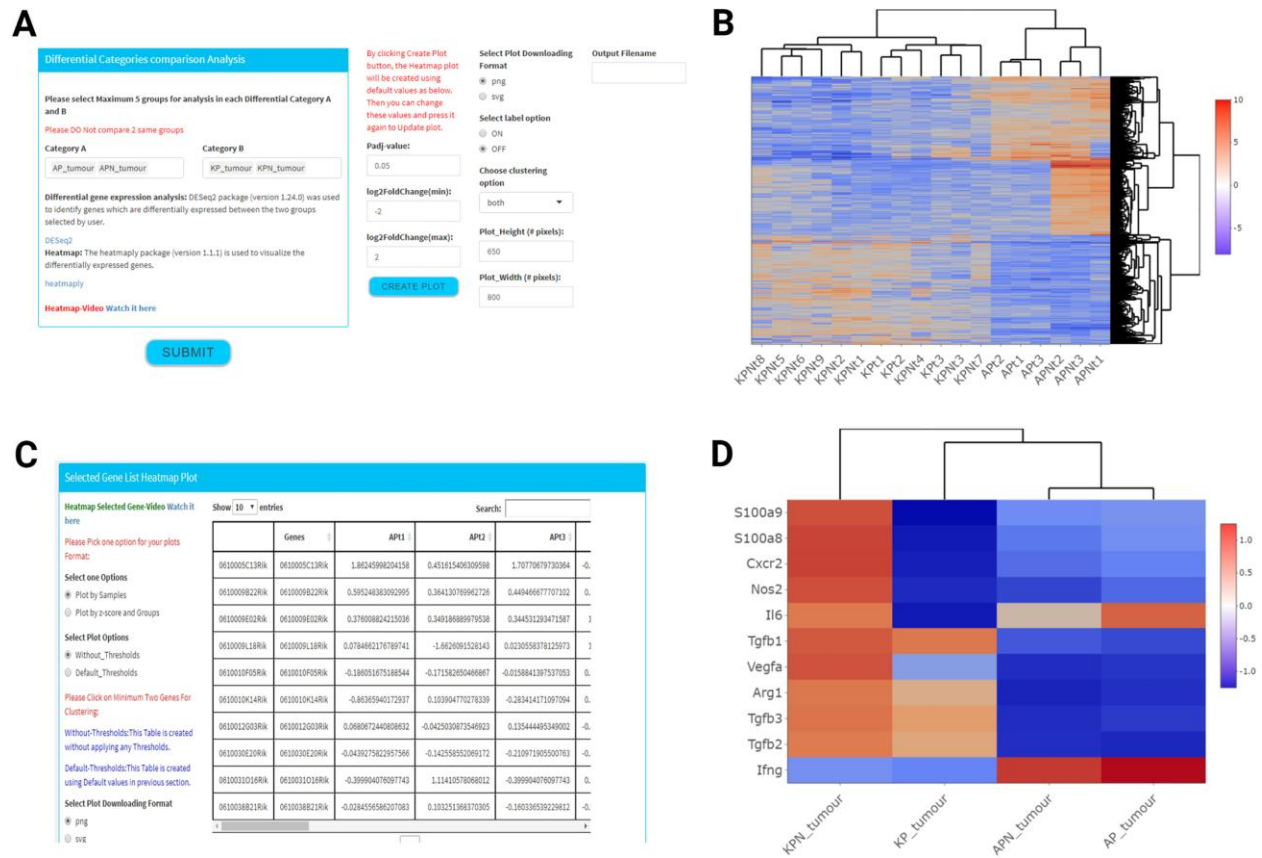 A
Differential Categories comparison Analysis
Please select Maximum 5 groups for analysis in each Differential Category A
and B
Please DO Not compare 2 same groups
Category A
Category B
AP_tumour APN_tumour
KP_tumour KPN_tumour
Differential gene expression analysis: DESeq2 package (version 1.24.0) was used
to identify genes which are differentially expressed between the two groups
selected by user.
DESeq2
Heatmap: The heatmaply package (version 1.1.1) is used to visualize the
differentially expressed genes.
heatmaply
Heatmap-Video Watch it here
SUBMIT
By clicking Create Plot
button, the Heatmap plot
will be created using
default values as below.
Then you can change
these values and press it
again to Update plot.
Padj-value:
0.05
log2FoldChange(min):
-2
log2FoldChange(max):
2
CREATE PLOT
Select Plot Downloading
Format
png
svg
Select label option
ON
OFF
Choose clustering
option
both
Plot_Height (# pixels):
650
Plot_Width (# pixels):
800
Output Filename
B
10
5
0
-5
KPNt8
KPNt5
KPNt6
KPNt9
KPNt2
KPNt1
KPt1
KPt2
KPNt4
KPt3
KPNt3
KPNt7
APt2
APt1
APt3
APNt2
APNt3
APNt1
C
Selected Gene List Heatmap Plot
Heatmap Selected Gene-Video Watch it
here
Please Pick one option for your plots
Format:
Select one Options
Plot by Samples
Plot by z-score and Groups
Select Plot Options
Without_Thresholds
Default_Thresholds
Please Click on Minimum Two Genes For
Clustering:
Without-Thresholds:This Table is created
without applying any Thresholds.
Default-Thresholds:This Table is created
using Default values in previous section.
Select Plot Downloading Format
png
svg
Show 10 entries
Search:
Genes APt1 APt2 APt3
0610005C13Rik 0610005C13Rik 1.86245998204158 0.451615406309598 1.70770679730364 -0.
0610009B22Rik 0610009B22Rik 0.595248383092995 0.364130769962726 0.449466677707102 0.
0610009E02Rik 0610009E02Rik 0.376008824215036 0.349186889979538 0.344531293471587 1
0610009L18Rik 0610009L18Rik 0.0784662176789741 -1.6626091528143 0.0230558378125973 1
0610010F05Rik 0610010F05Rik -0.186051675188544 -0.171582650466867 -0.0158841397537053 0.
0610010K14Rik 0610010K14Rik -0.86365940172937 0.103904770278339 -0.283414171097094 0.
0610012G03Rik 0610012G03Rik 0.0680672440808632 -0.0425030873546923 0.135444495349002 -0.
0610030E20Rik 0610030E20Rik -0.0439275822957566 -0.142558552069172 -0.210971905500763 -0.
0610031O16Rik 0610031O16Rik -0.399904076097743 1.11410578068012 -0.399904076097743 0.
0610038B21Rik 0610038B21Rik -0.0284556586207083 0.103251368370305 -0.160336539229812 -0.
D
S100a9
S100a8
Cxcr2
Nos2
Il6
Tgfb1
Vegfa
Arg1
Tgfb3
Tgfb2
Ifng
KPN_tumour
KP_tumour
APN_tumour
AP_tumour
1.0
0.5
0.0
-0.5
-1.0